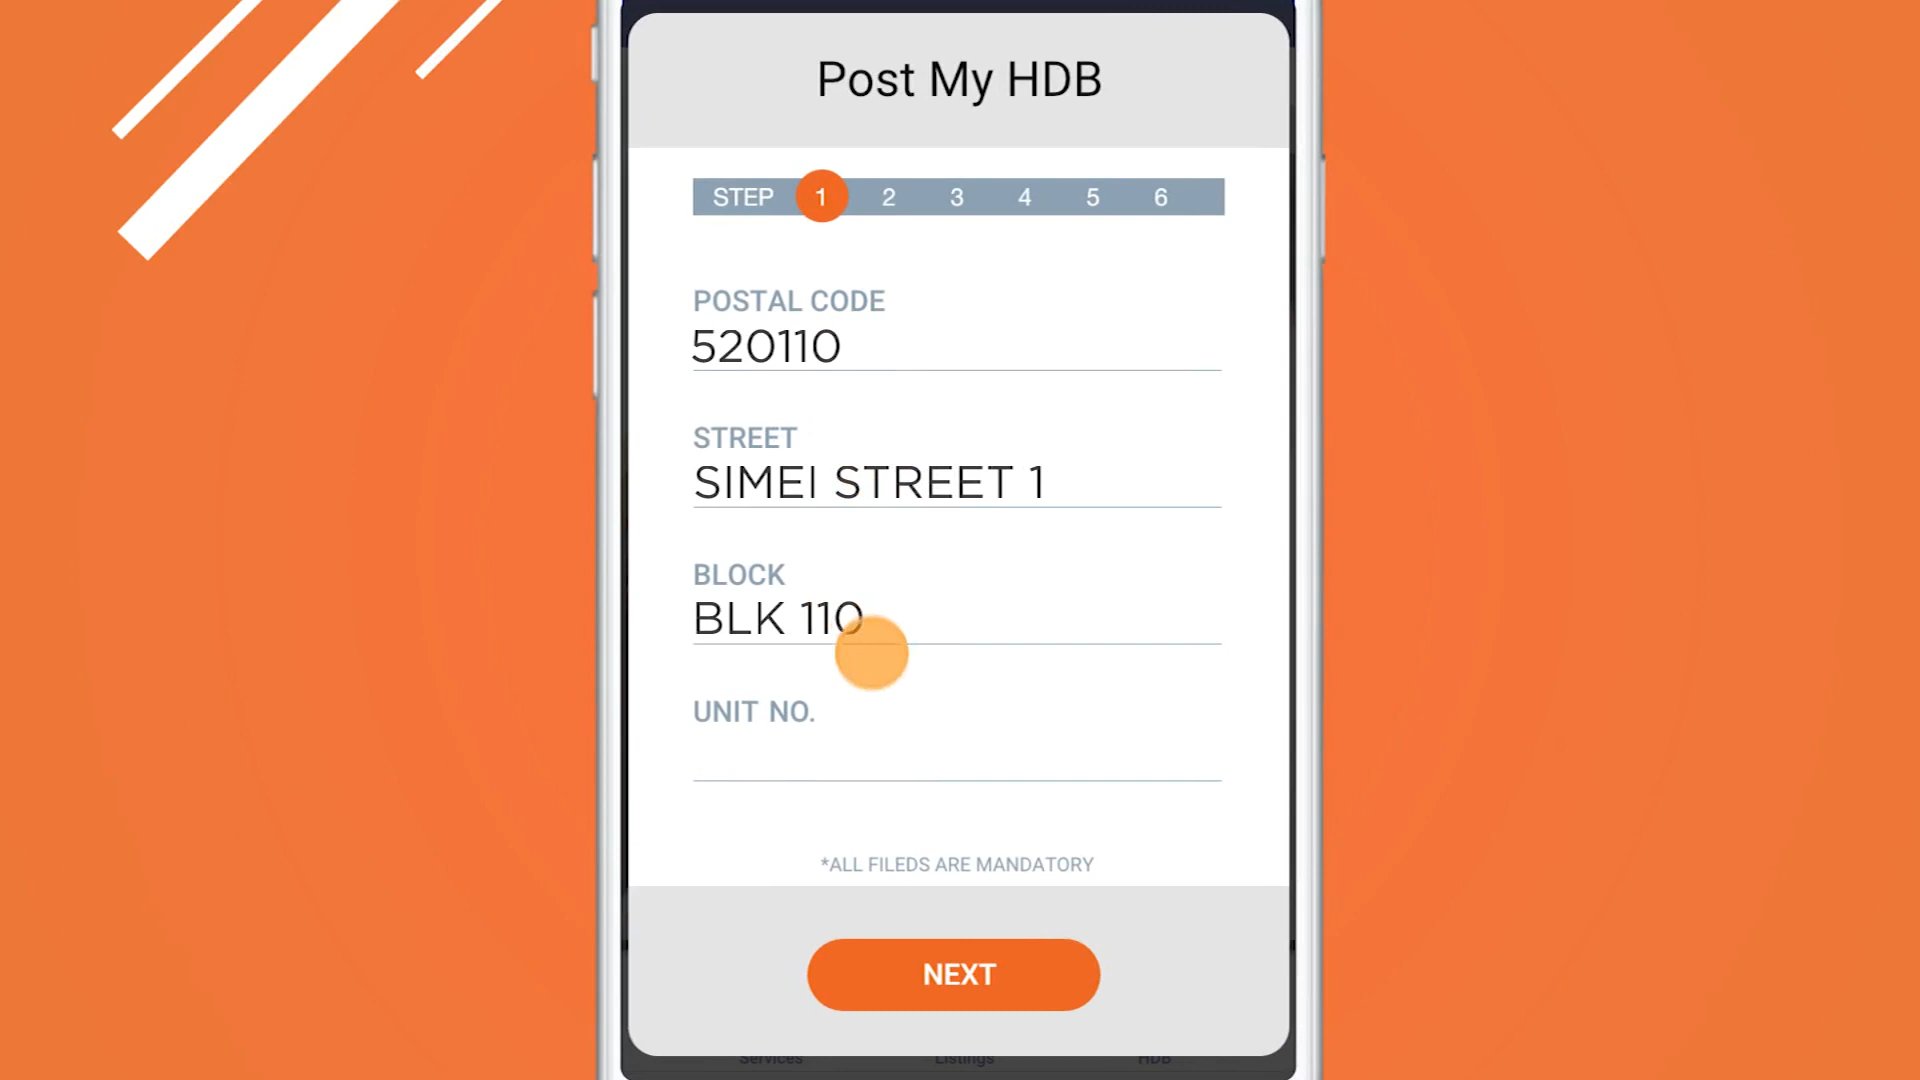 Post My HDB
STEP 1 2 3 4 5 6
POSTAL CODE
520110
STREET
SIMEI STREET 1
BLOCK
BLK 110
UNIT NO.
*ALL FILEDS ARE MANDATORY
NEXT
Services Listings HDB